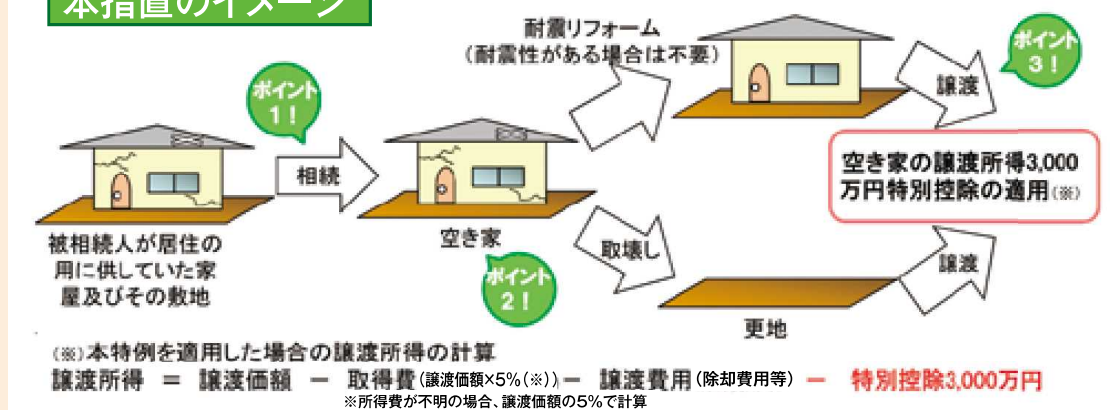 本措置のイメージ
耐震リフォーム
（耐震性がある場合は不要）
ポイント
1！
ポイント
3！
相続
譲渡
空き家の譲渡所得3,000
万円特別控除の適用(※)
被相続人が居住の
用に供していた家
屋及びその敷地
空き家
ポイント
2！
取壊し
譲渡
更地
(※)本特例を適用した場合の譲渡所得の計算
譲渡所得 ＝ 譲渡価額 － 取得費(譲渡価額×5％(※))－ 譲渡費用(除却費用等) － 特別控除3,000万円
※所得費が不明の場合、譲渡価額の5％で計算